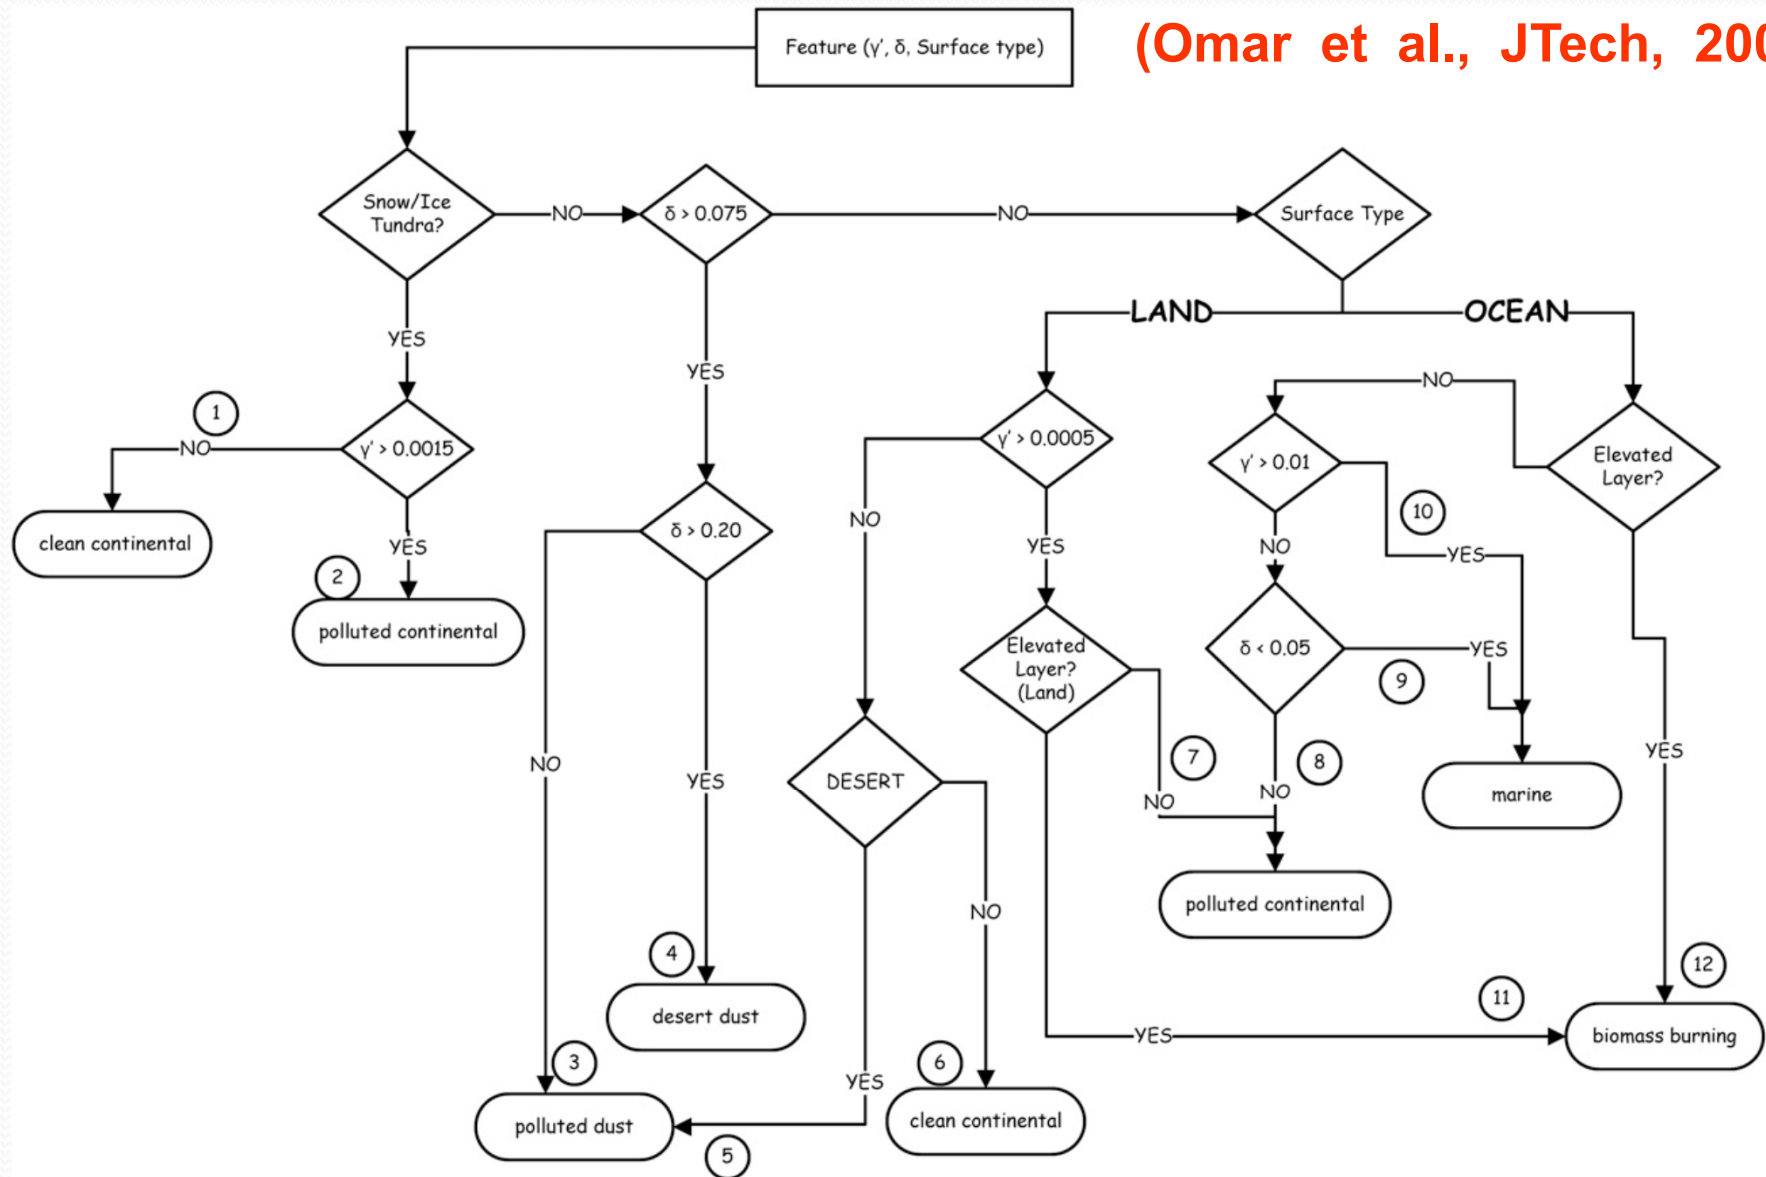 Feature (γ', δ, Surface type)
(Omar et al., JTech, 200
Snow/Ice
Tundra?
NO
δ > 0.075
NO
Surface Type
LAND
OCEAN
YES
YES
NO
1
NO
γ' > 0.0015
γ' > 0.0005
γ' > 0.01
Elevated
Layer?
10
NO
δ > 0.20
clean continental
YES
YES
NO
YES
2
polluted continental
Elevated
Layer?
(Land)
δ < 0.05
YES
9
NO
YES
DESERT
7
NO
8
NO
marine
YES
polluted continental
NO
4
desert dust
12
11
YES
biomass burning
3
YES
6
polluted dust
clean continental
5